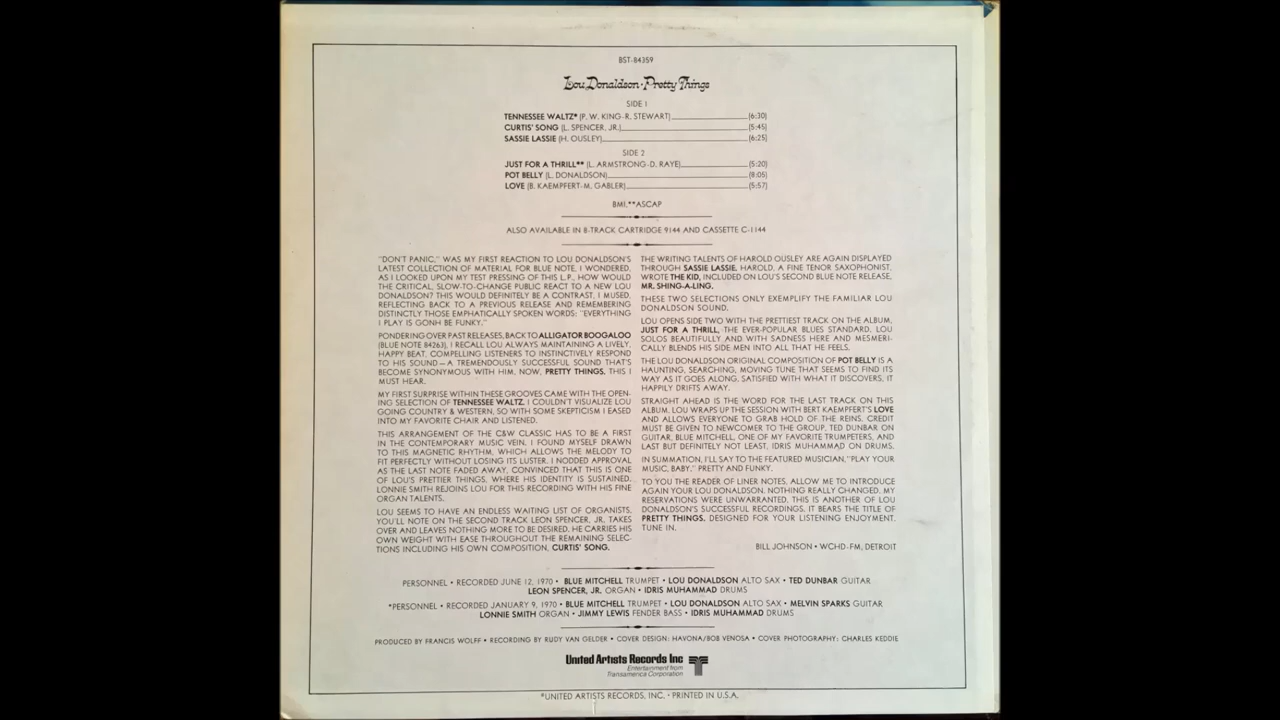 BST-84359
Lou Donaldson · Pretty Things
SIDE 1
TENNESSEE WALTZ* (P. W. KING-R. STEWART) (6:30)
CURTIS' SONG (L. SPENCER, JR.) (5:45)
SASSIE LASSIE (H. OUSLEY) (6:25)
SIDE 2
JUST FOR A THRILL** (L. ARMSTRONG-D. RAYE) (5:20)
POT BELLY (L. DONALDSON) (8:05)
LOVE (B. KAEMPFERT-M. GABLER) (5:57)
BMI, **ASCAP
ALSO AVAILABLE IN 8-TRACK CARTRIDGE 9144 AND CASSETTE C-1144
"DON'T PANIC," WAS MY FIRST REACTION TO LOU DONALDSON'S
LATEST COLLECTION OF MATERIAL FOR BLUE NOTE. I WONDERED,
AS I LOOKED UPON MY TEST PRESSING OF THIS L.P., HOW WOULD
THE CRITICAL, SLOW-TO-CHANGE PUBLIC REACT TO A NEW LOU
DONALDSON? THIS WOULD DEFINITELY BE A CONTRAST, I MUSED,
REFLECTING BACK TO A PREVIOUS RELEASE AND REMEMBERING
DISTINCTLY THOSE EMPHATICALLY SPOKEN WORDS: "EVERYTHING
I PLAY IS GONH BE FUNKY."
PONDERING OVER PAST RELEASES, BACK TO ALLIGATOR BOOGALOO
(BLUE NOTE 84263), I RECALL LOU ALWAYS MAINTAINING A LIVELY,
HAPPY BEAT, COMPELLING LISTENERS TO INSTINCTIVELY RESPOND
TO HIS SOUND—A TREMENDOUSLY SUCCESSFUL SOUND THAT'S
BECOME SYNONYMOUS WITH HIM. NOW, PRETTY THINGS. THIS I
MUST HEAR.
MY FIRST SURPRISE WITHIN THESE GROOVES CAME WITH THE OPEN-
ING SELECTION OF TENNESSEE WALTZ. I COULDN'T VISUALIZE LOU
GOING COUNTRY & WESTERN, SO WITH SOME SKEPTICISM I EASED
INTO MY FAVORITE CHAIR AND LISTENED.
THIS ARRANGEMENT OF THE C&W CLASSIC HAS TO BE A FIRST
IN THE CONTEMPORARY MUSIC VEIN. I FOUND MYSELF DRAWN
TO THIS MAGNETIC RHYTHM, WHICH ALLOWS THE MELODY TO
FIT PERFECTLY WITHOUT LOSING ITS LUSTER. I NODDED APPROVAL
AS THE LAST NOTE FADED AWAY, CONVINCED THAT THIS IS ONE
OF LOU'S PRETTIER THINGS, WHERE HIS IDENTITY IS SUSTAINED.
LONNIE SMITH REJOINS LOU FOR THIS RECORDING WITH HIS FINE
ORGAN TALENTS.
LOU SEEMS TO HAVE AN ENDLESS WAITING LIST OF ORGANISTS.
YOU'LL NOTE ON THE SECOND TRACK LEON SPENCER, JR. TAKES
OVER AND LEAVES NOTHING MORE TO BE DESIRED. HE CARRIES HIS
OWN WEIGHT WITH EASE THROUGHOUT THE REMAINING SELEC-
TIONS INCLUDING HIS OWN COMPOSITION, CURTIS' SONG.
THE WRITING TALENTS OF HAROLD OUSLEY ARE AGAIN DISPLAYED
THROUGH SASSIE LASSIE. HAROLD, A FINE TENOR SAXOPHONIST,
WROTE THE KID, INCLUDED ON LOU'S SECOND BLUE NOTE RELEASE,
MR. SHING-A-LING.
THESE TWO SELECTIONS ONLY EXEMPLIFY THE FAMILIAR LOU
DONALDSON SOUND.
LOU OPENS SIDE TWO WITH THE PRETTIEST TRACK ON THE ALBUM,
JUST FOR A THRILL, THE EVER-POPULAR BLUES STANDARD. LOU
SOLOS BEAUTIFULLY AND WITH SADNESS HERE AND MESMERI-
CALLY BLENDS HIS SIDE MEN INTO ALL THAT HE FEELS.
THE LOU DONALDSON ORIGINAL COMPOSITION OF POT BELLY IS A
HAUNTING, SEARCHING, MOVING TUNE THAT SEEMS TO FIND ITS
WAY AS IT GOES ALONG. SATISFIED WITH WHAT IT DISCOVERS, IT
HAPPILY DRIFTS AWAY.
STRAIGHT AHEAD IS THE WORD FOR THE LAST TRACK ON THIS
ALBUM. LOU WRAPS UP THE SESSION WITH BERT KAEMPFERT'S LOVE
AND ALLOWS EVERYONE TO GRAB HOLD OF THE REINS. CREDIT
MUST BE GIVEN TO NEWCOMER TO THE GROUP, TED DUNBAR ON
GUITAR, BLUE MITCHELL, ONE OF MY FAVORITE TRUMPETERS, AND
LAST BUT DEFINITELY NOT LEAST, IDRIS MUHAMMAD ON DRUMS.
IN SUMMATION, I'LL SAY TO THE FEATURED MUSICIAN, "PLAY YOUR
MUSIC, BABY." PRETTY AND FUNKY.
TO YOU THE READER OF LINER NOTES, ALLOW ME TO INTRODUCE
AGAIN YOUR LOU DONALDSON. NOTHING REALLY CHANGED. MY
RESERVATIONS WERE UNWARRANTED. THIS IS ANOTHER OF LOU
DONALDSON'S SUCCESSFUL RECORDINGS. IT BEARS THE TITLE OF
PRETTY THINGS. DESIGNED FOR YOUR LISTENING ENJOYMENT.
TUNE IN.
BILL JOHNSON • WCHD-FM, DETROIT
PERSONNEL • RECORDED JUNE 12, 1970 • BLUE MITCHELL TRUMPET • LOU DONALDSON ALTO SAX • TED DUNBAR GUITAR
LEON SPENCER, JR. ORGAN • IDRIS MUHAMMAD DRUMS
*PERSONNEL • RECORDED JANUARY 9, 1970 • BLUE MITCHELL TRUMPET • LOU DONALDSON ALTO SAX • MELVIN SPARKS GUITAR
LONNIE SMITH ORGAN • JIMMY LEWIS FENDER BASS • IDRIS MUHAMMAD DRUMS
PRODUCED BY FRANCIS WOLFF • RECORDING BY RUDY VAN GELDER • COVER DESIGN: HAVONA/BOB VENOSA • COVER PHOTOGRAPHY: CHARLES KEDDIE
United Artists Records Inc
Entertainment from
Transamerica Corporation
*UNITED ARTISTS RECORDS, INC. • PRINTED IN U.S.A.